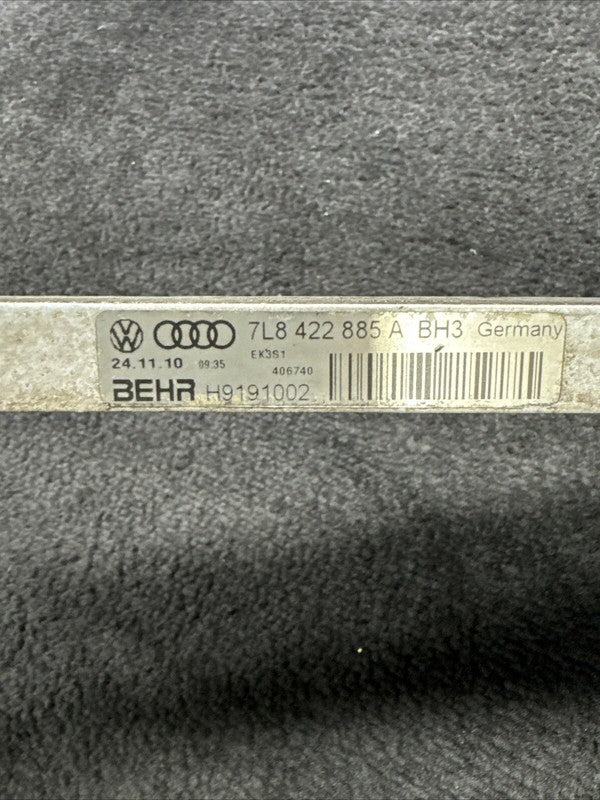 7L8 422 885 A BH3 Germany
24.11.10 09.35 EK3S1
406740
BEHR H9191002